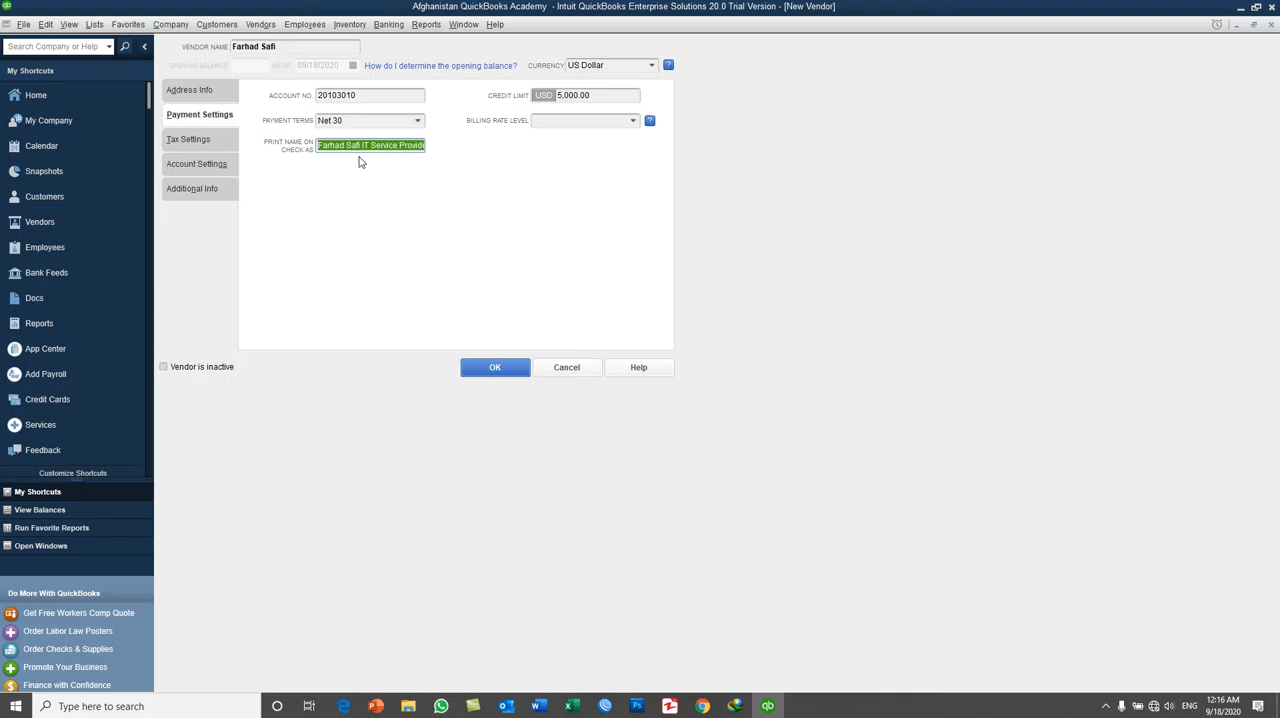 Afghanistan QuickBooks Academy - Intuit QuickBooks Enterprise Solutions 20.0 Trial Version - [New Vendor]
File Edit View Lists Favorites Company Customers Vendors Employees Inventory Banking Reports Window Help
Search Company or Help
My Shortcuts
Home
My Company
Calendar
Snapshots
Customers
Vendors
Employees
Bank Feeds
Docs
Reports
App Center
Add Payroll
Credit Cards
Services
Feedback
Customize Shortcuts
My Shortcuts
View Balances
Run Favorite Reports
Open Windows
Do More With QuickBooks
Get Free Workers Comp Quote
Order Labor Law Posters
Order Checks & Supplies
Promote Your Business
Finance with Confidence
VENDOR NAME Farhad Safi
OPENING BALANCE AS OF 09/18/2020 How do I determine the opening balance? CURRENCY US Dollar ?
Address Info
Payment Settings
Tax Settings
Account Settings
Additional Info
ACCOUNT NO. 20103010 CREDIT LIMIT USD 5,000.00
PAYMENT TERMS Net 30 BILLING RATE LEVEL ?
PRINT NAME ON
CHECK AS Farhad Safi IT Service Provide
Vendor is inactive
OK Cancel Help
Type here to search
12:16 AM
9/18/2020